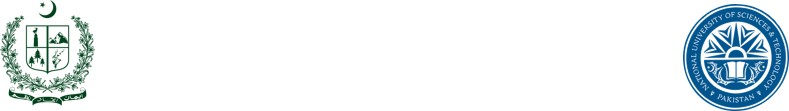 NATIONAL UNIVERSITY OF SCIENCES & TECHNOLOGY
PAKISTAN